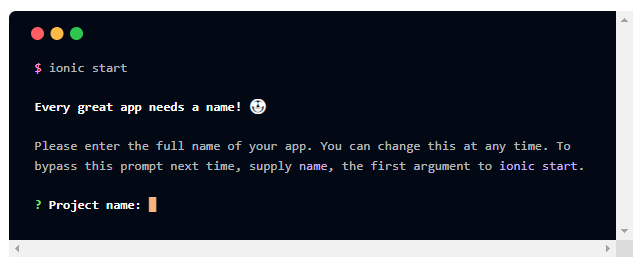 $ ionic start
Every great app needs a name! 😍
Please enter the full name of your app. You can change this at any time. To
bypass this prompt next time, supply name, the first argument to ionic start.
? Project name: